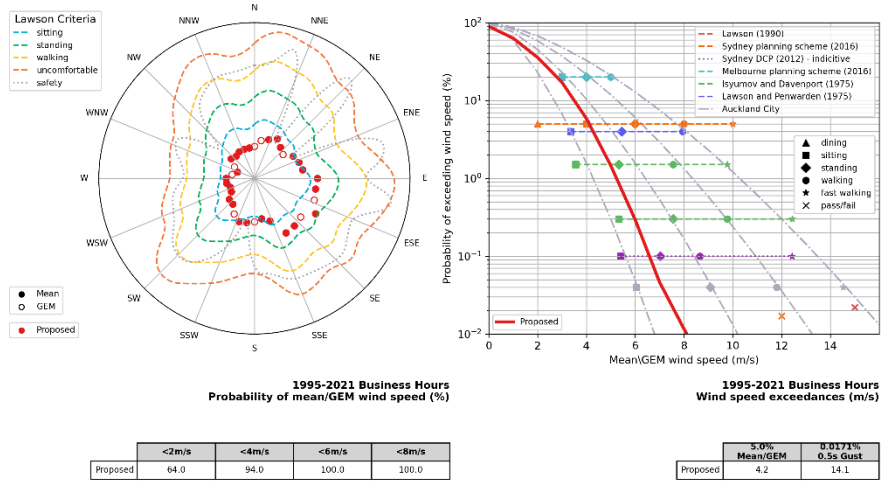 Lawson Criteria
sitting
standing
walking
uncomfortable
safety
N
NNE
NE
ENE
E
ESE
SE
SSE
S
SSW
SW
WSW
W
WNW
NW
NNW
Mean
GEM
Proposed
1995-2021 Business Hours
Probability of mean/GEM wind speed (%)
<2m/s <4m/s <6m/s <8m/s
Proposed 64.0 94.0 100.0 100.0
Probability of exceeding wind speed (%)
10² 
10¹
10⁰
10⁻¹
10⁻²
0 2 4 6 8 10 12 14 16
Mean\GEM wind speed (m/s)
Lawson (1990)
Sydney planning scheme (2016)
Sydney DCP (2012) - indicitive
Melbourne planning scheme (2016)
Isyumov and Davenport (1975)
Lawson and Penwarden (1975)
Auckland City
dining
sitting
standing
walking
fast walking
pass/fail
Proposed
1995-2021 Business Hours
Wind speed exceedances (m/s)
5.0% 0.0171%
Mean/GEM 0.5s Gust
Proposed 4.2 14.1